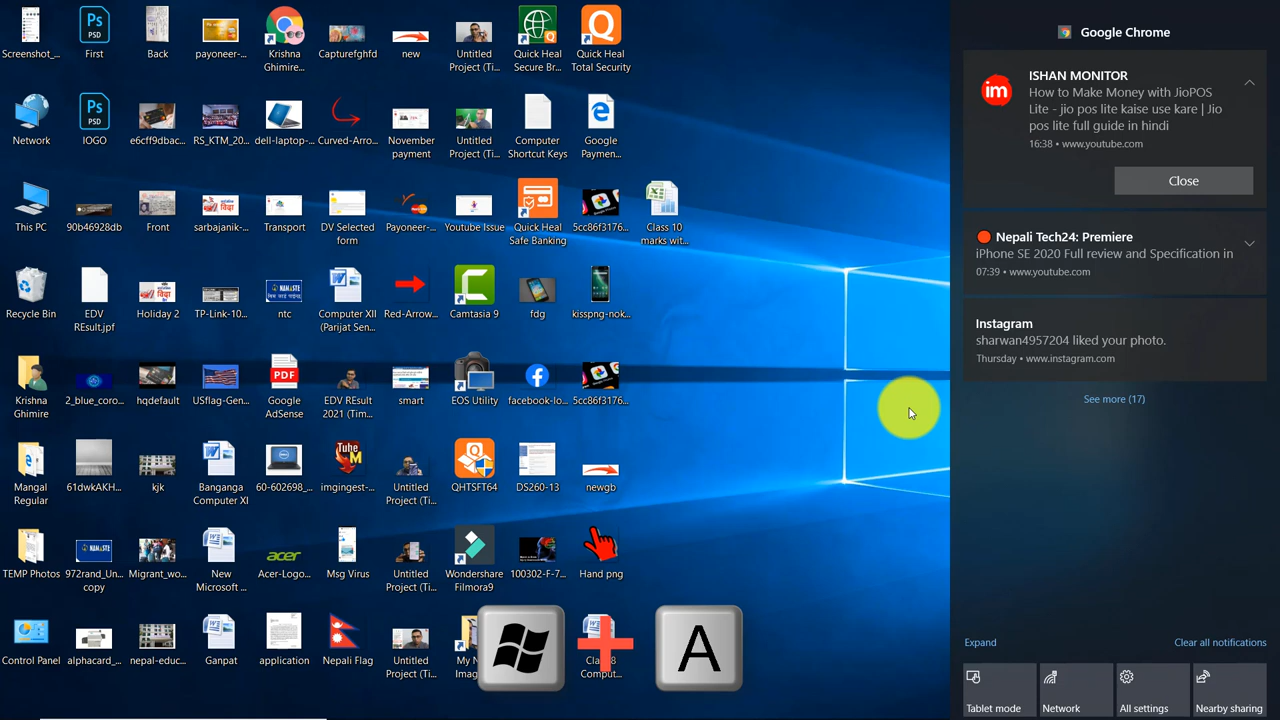 Screenshot_...
First
Back
payoneer-...
Krishna
Ghimire...
Capturefghfd
new
Untitled
Project (Ti...
Quick Heal
Secure Br...
Quick Heal
Total Security
Network
lOGO
e6cff9dbac...
RS_KTM_20...
dell-laptop-...
Curved-Arro...
November
payment
Untitled
Project (Ti...
Computer
Shortcut Keys
Google
Paymen...
This PC
90b46928db
Front
sarbajanik-...
Transport
DV Selected
form
Payoneer-...
Youtube Issue
Quick Heal
Safe Banking
5cc86f3176...
Class 10
marks wit...
Recycle Bin
EDV
REsult.jpf
Holiday 2
TP-Link-10...
ntc
Computer XII
(Parijat Sen...
Red-Arrow...
Camtasia 9
fdg
kisspng-nok...
Krishna
Ghimire
2_blue_coro...
hqdefault
USflag-Gen...
Google
AdSense
EDV REsult
2021 (Tim...
smart
EOS Utility
facebook-lo...
5cc86f3176...
Mangal
Regular
61dwkAKH...
kjk
Banganga
Computer XI
60-602698_...
imgingest-...
Untitled
Project (Ti...
QHTSFT64
DS260-13
newgb
TEMP Photos
972rand_Un...
copy
Migrant_wo...
New
Microsoft ...
Acer-Logo...
Msg Virus
Untitled
Project (Ti...
Wondershare
Filmora9
100302-F-7...
Hand png
Control Panel
alphacard_...
nepal-educ...
Ganpat
application
Nepali Flag
Untitled
Project (Ti...
My N
Imag
Clas 8
Comput...
A
Google Chrome
ISHAN MONITOR
How to Make Money with JioPOS
Lite - jio pos lite kaise use kare | Jio
pos lite full guide in hindi
16:38 • www.youtube.com
Close
Nepali Tech24: Premiere
iPhone SE 2020 Full review and Specification in
07:39 • www.youtube.com
Instagram
sharwan4957204 liked your photo.
Thursday • www.instagram.com
See more (17)
Expand
Clear all notifications
Tablet mode
Network
All settings
Nearby sharing